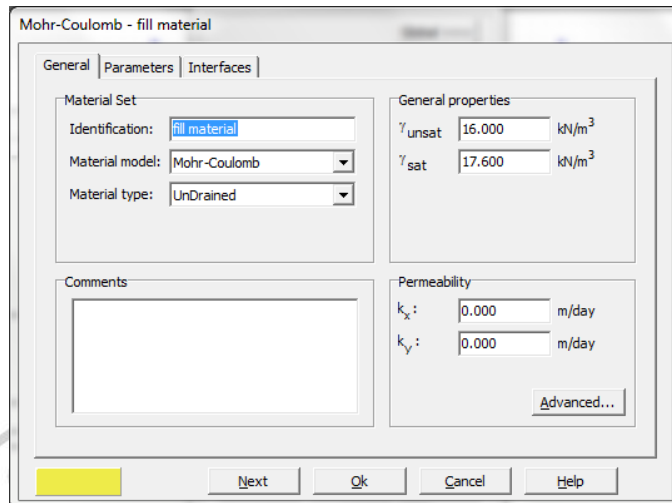 Mohr-Coulomb - fill material
General Parameters Interfaces
Material Set
Identification: fill material
Material model: Mohr-Coulomb
Material type: UnDrained
General properties
γunsat 16.000 kN/m³
γsat 17.600 kN/m³
Comments
Permeability
kx: 0.000 m/day
ky: 0.000 m/day
Advanced...
Next Ok Cancel Help